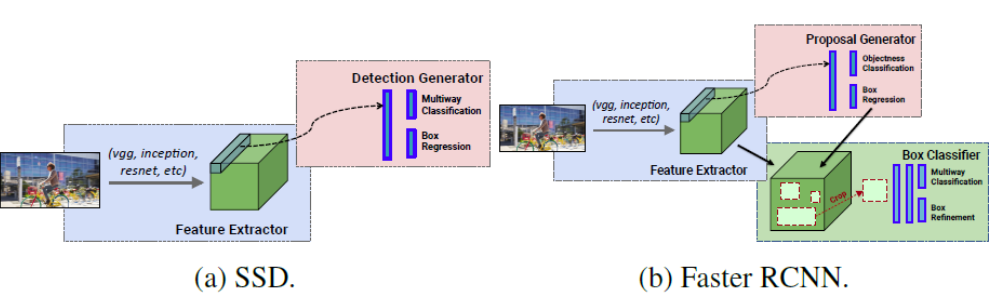 Detection Generator
Multiway
Classification
Box
Regression
(vgg, inception,
resnet, etc)
Feature Extractor
(a) SSD.
Proposal Generator
Objectness
Classification
Box
Regression
(vgg, inception,
resnet, etc)
Feature Extractor
Box Classifier
Multiway
Classification
Crop
Box
Refinement
(b) Faster RCNN.